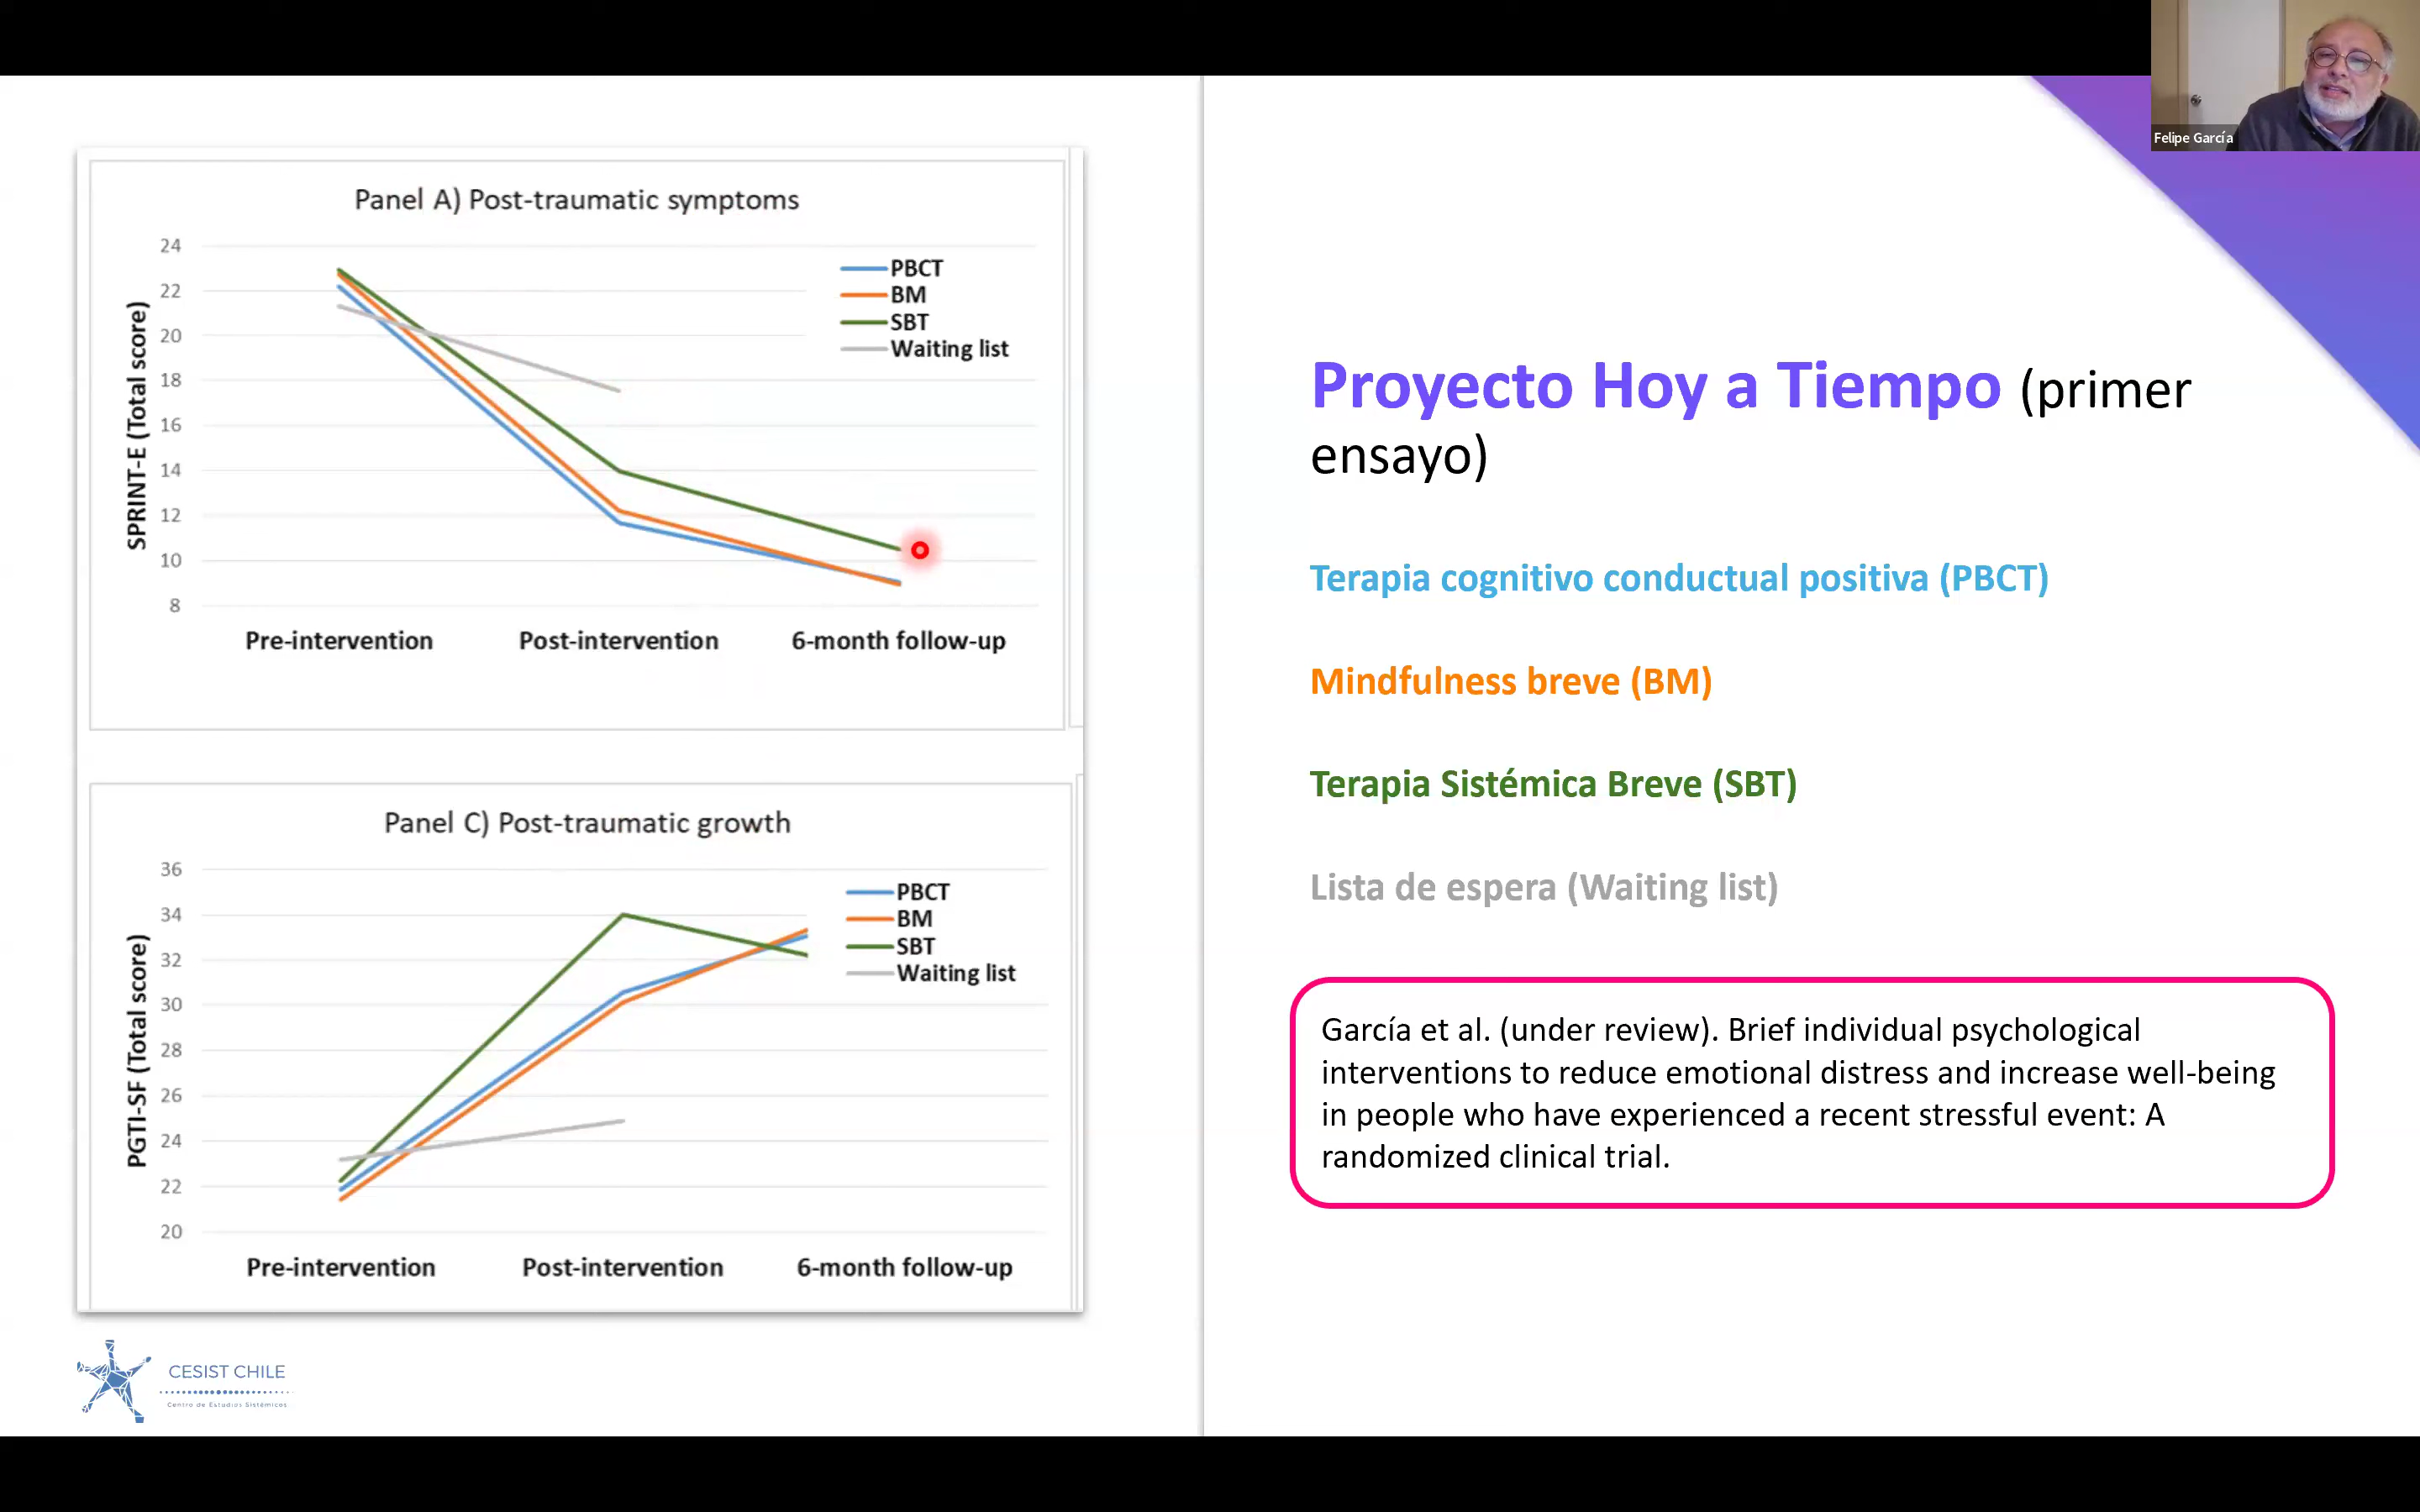 Felipe García
Panel A) Post-traumatic symptoms
SPRINT-E (Total score)
24
22
20
18
16
14
12
10
8
PBCT
BM
SBT
Waiting list
Pre-intervention Post-intervention 6-month follow-up
Panel C) Post-traumatic growth
PGTI-SF (Total score)
36
34
32
30
28
26
24
22
20
PBCT
BM
SBT
Waiting list
Pre-intervention Post-intervention 6-month follow-up
CESIST CHILE
Centro de Estudios Sistémicos
Proyecto Hoy a Tiempo (primer
ensayo)
Terapia cognitivo conductual positiva (PBCT)
Mindfulness breve (BM)
Terapia Sistémica Breve (SBT)
Lista de espera (Waiting list)
García et al. (under review). Brief individual psychological
interventions to reduce emotional distress and increase well-being
in people who have experienced a recent stressful event: A
randomized clinical trial.